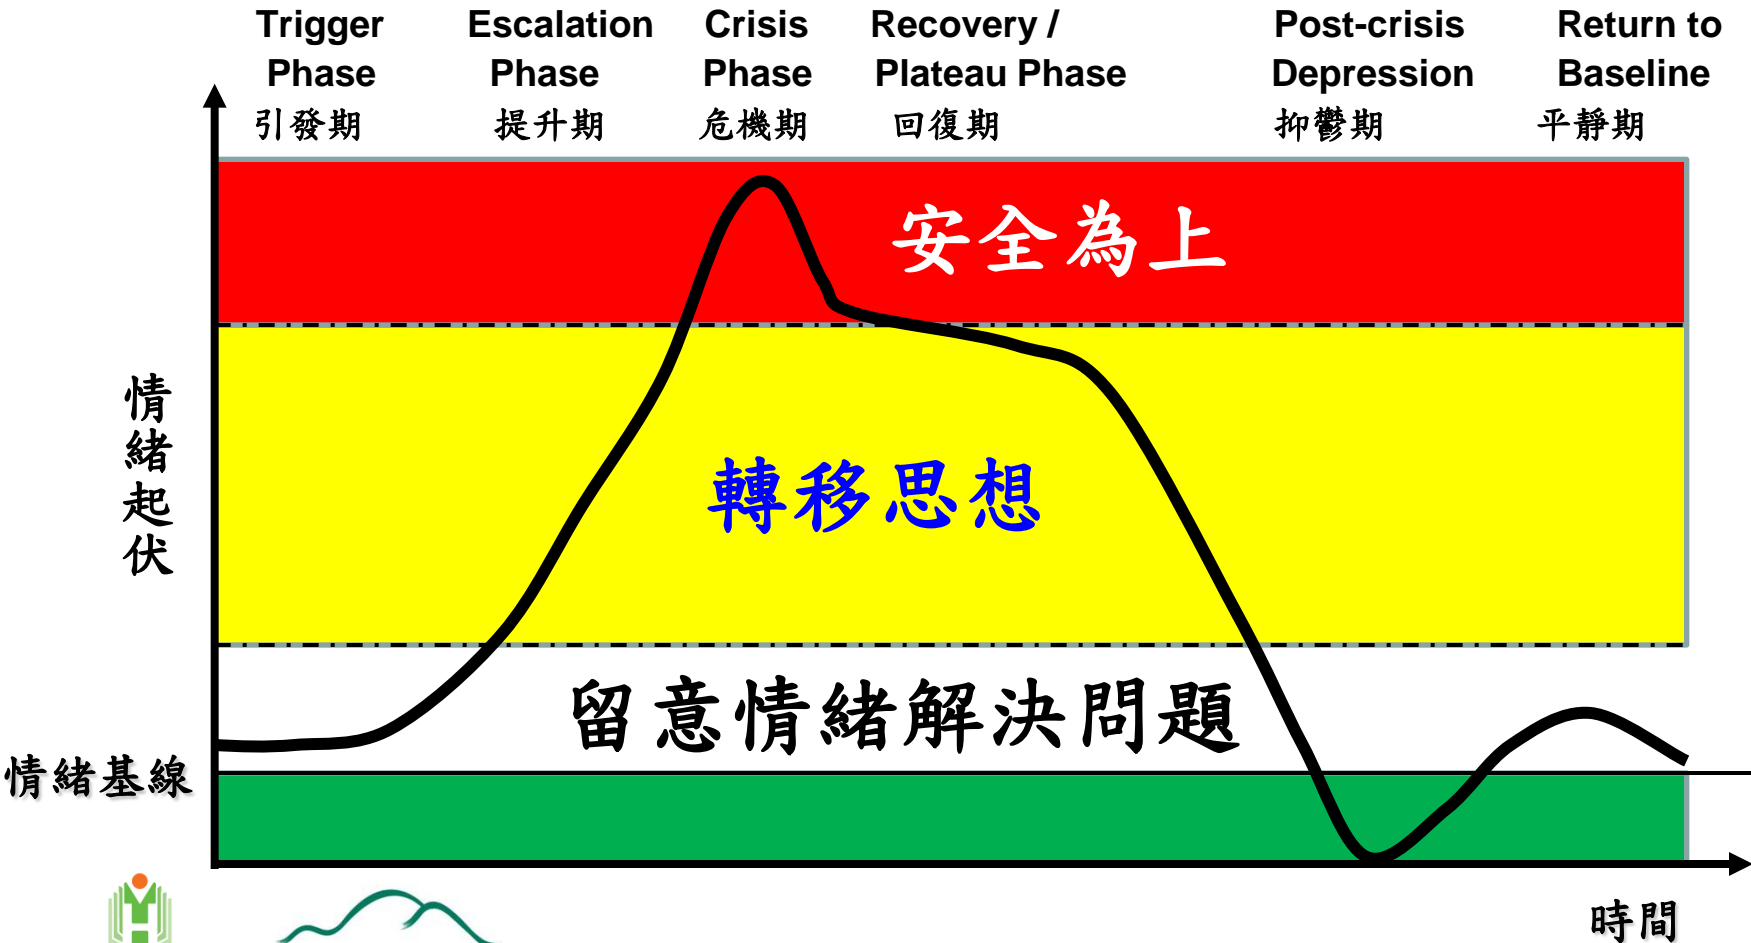 Trigger Phase
引發期
Escalation Phase
提升期
Crisis Phase
危機期
Recovery / Plateau Phase
回復期
Post-crisis Depression
抑鬱期
Return to Baseline
平靜期
安全為上
轉移思想
留意情緒解決問題
情緒起伏
情緒基線
時間